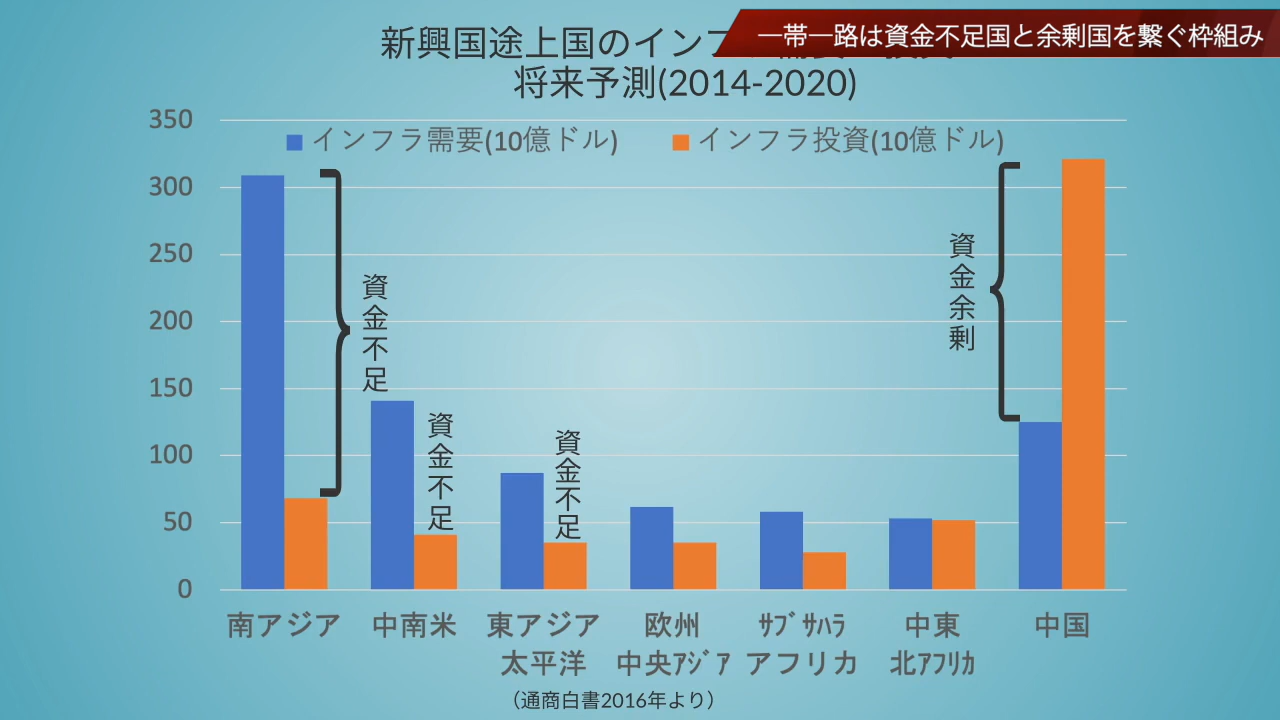 一帯一路は資金不足国と余剰国を繋ぐ枠組み
新興国途上国のインフ
将来予測(2014-2020)
インフラ需要(10億ドル) インフラ投資(10億ドル)
350
300
250
200
150
100
50
0
資金不足
資金不足
資金不足
資金余剰
南アジア
中南米
東アジア
太平洋
欧州
中央ｱｼﾞｱ
ｻﾌﾞｻﾊﾗ
アフリカ
中東
北ｱﾌﾘｶ
中国
（通商白書2016年より）